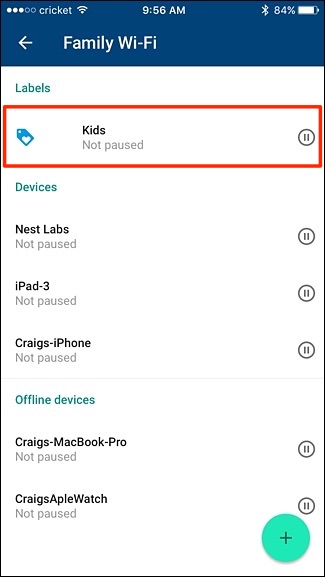 cricket 9:56 AM 84%
Family Wi-Fi
Labels
Kids
Not paused
Devices
Nest Labs
Not paused
iPad-3
Not paused
Craigs-iPhone
Not paused
Offline devices
Craigs-MacBook-Pro
Not paused
CraigsApleWatch
Not paused